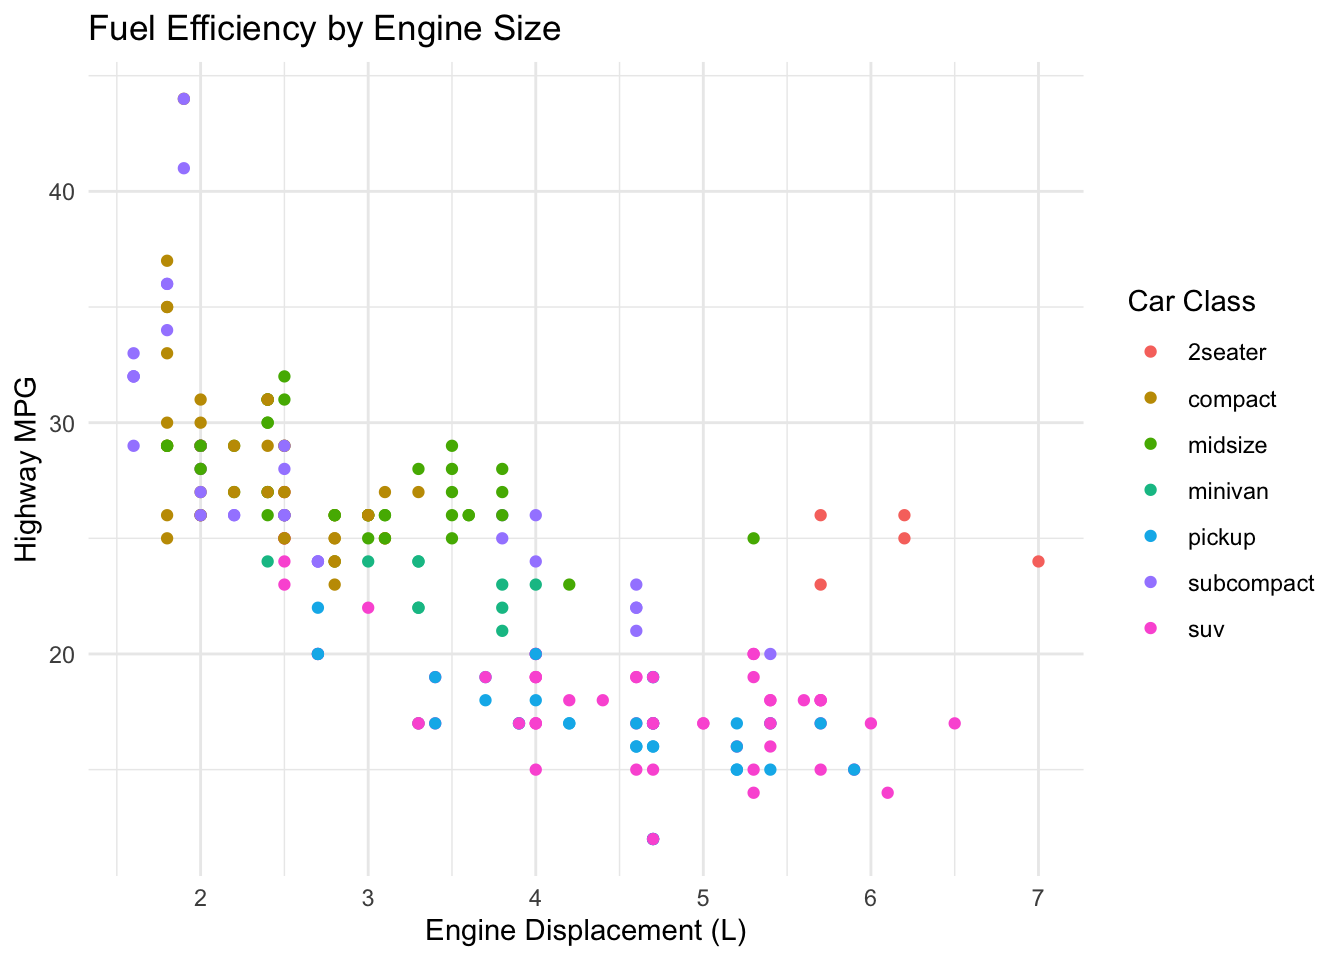 Fuel Efficiency by Engine Size
40
30
20
Highway MPG
2 3 4 5 6 7
Engine Displacement (L)
Car Class
2seater
compact
midsize
minivan
pickup
subcompact
suv